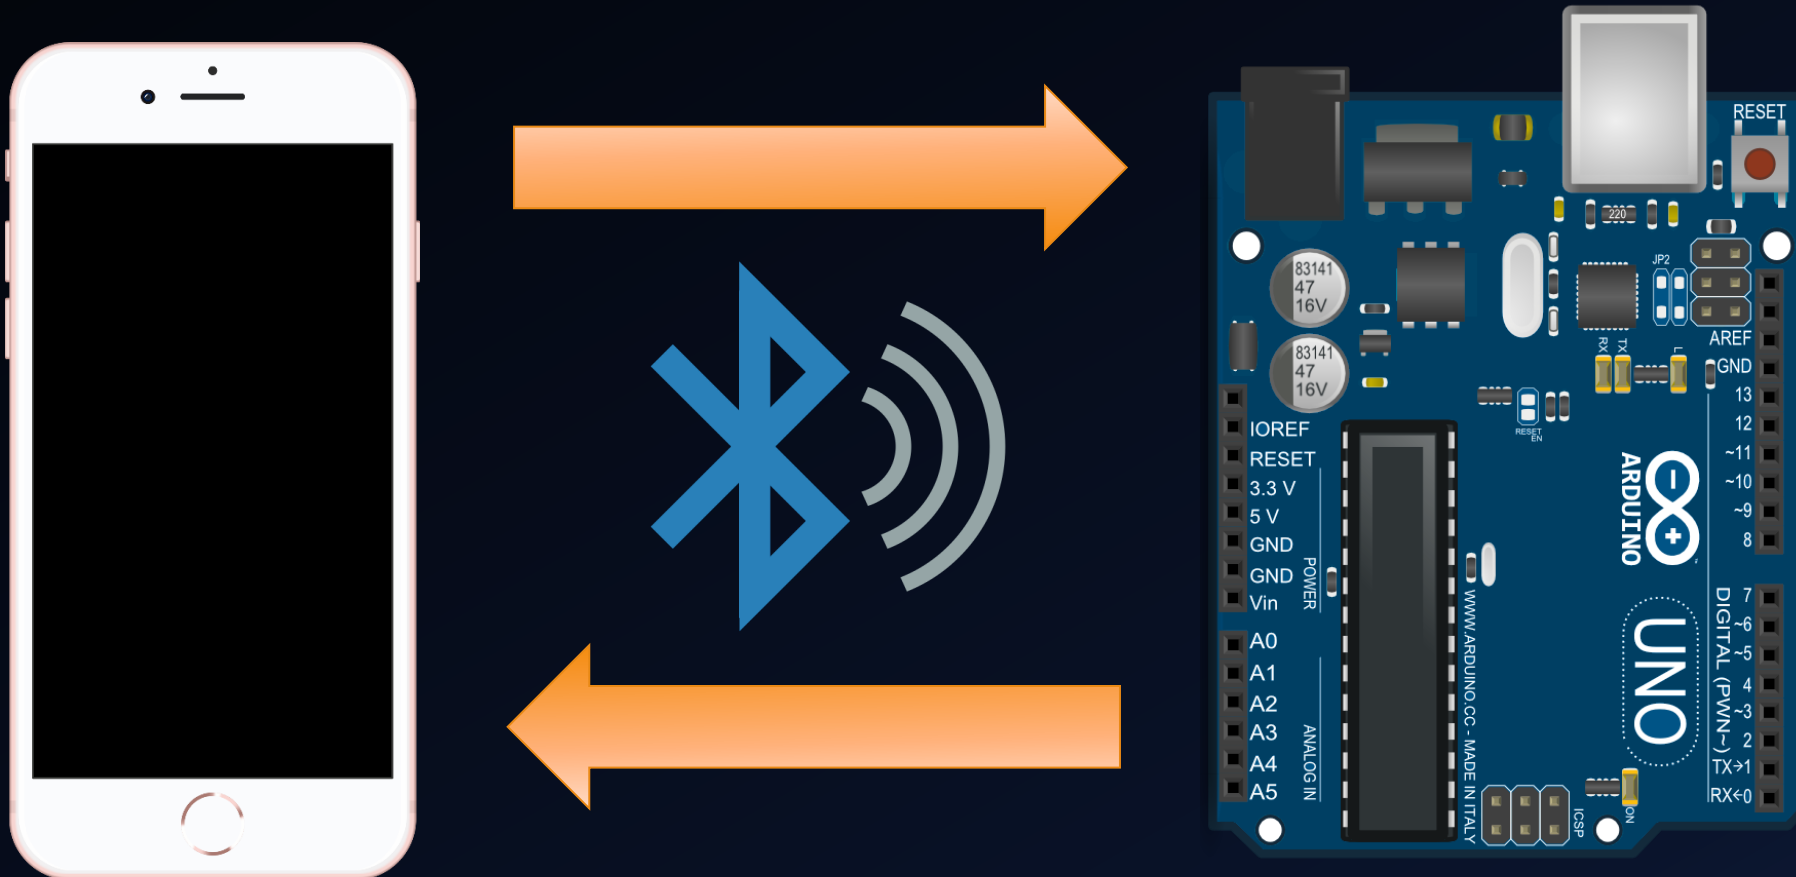 RESET
220
JP2
83141
47
16V
83141
47
16V
RX
TX
L
AREF
GND
13
12
~11
~10
~9
8
RESET
EN
IOREF
RESET
3.3 V
5 V
GND
GND
Vin
POWER
A0
A1
A2
A3
A4
A5
ANALOG IN
WWW.ARDUINO.CC - MADE IN ITALY
ARDUINO
UNO
DIGITAL (PWN~)
7
~6
~5
4
~3
2
TX→1
RX←0
ICSP
ON